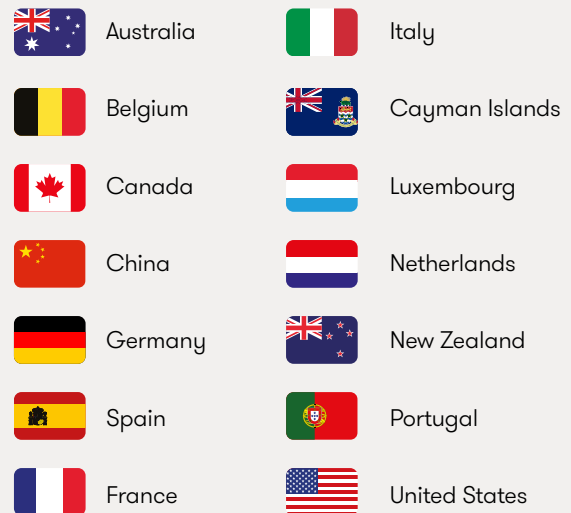 Australia
Italy
Belgium
Cayman Islands
Canada
Luxembourg
China
Netherlands
Germany
New Zealand
Spain
Portugal
France
United States